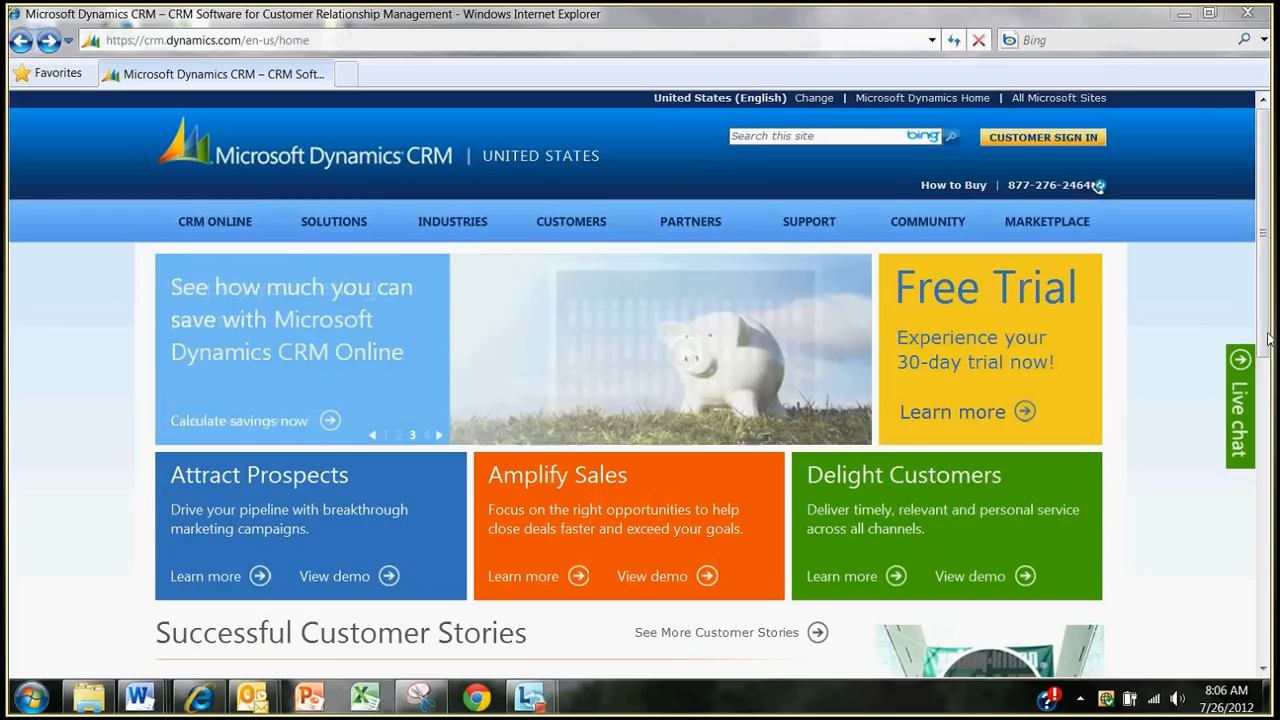 Microsoft Dynamics CRM – CRM Software for Customer Relationship Management - Windows Internet Explorer
https://crm.dynamics.com/en-us/home
Bing
Favorites
Microsoft Dynamics CRM – CRM Soft...
United States (English) Change | Microsoft Dynamics Home | All Microsoft Sites
Search this site bing
CUSTOMER SIGN IN
Microsoft Dynamics CRM | UNITED STATES
How to Buy | 877-276-2464
CRM ONLINE SOLUTIONS INDUSTRIES CUSTOMERS PARTNERS SUPPORT COMMUNITY MARKETPLACE
See how much you can
save with Microsoft
Dynamics CRM Online
Calculate savings now
1 2 3 4
Free Trial
Experience your
30-day trial now!
Learn more
Live chat
Attract Prospects
Drive your pipeline with breakthrough
marketing campaigns.
Learn more View demo
Amplify Sales
Focus on the right opportunities to help
close deals faster and exceed your goals.
Learn more View demo
Delight Customers
Deliver timely, relevant and personal service
across all channels.
Learn more View demo
Successful Customer Stories
See More Customer Stories
8:06 AM
7/26/2012